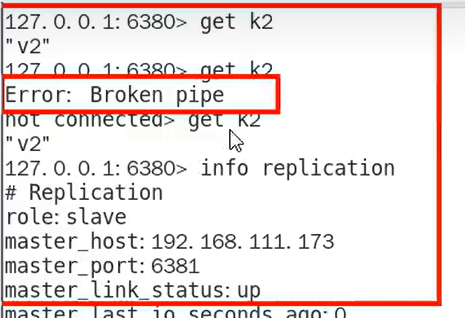 127.0.0.1:6380> get k2
"v2"
127.0.0.1:6380> get k2
Error: Broken pipe
not connected> get k2
"v2"
127.0.0.1:6380> info replication
# Replication
role:slave
master_host:192.168.111.173
master_port:6381
master_link_status:up
master_last_io_seconds_ago:0